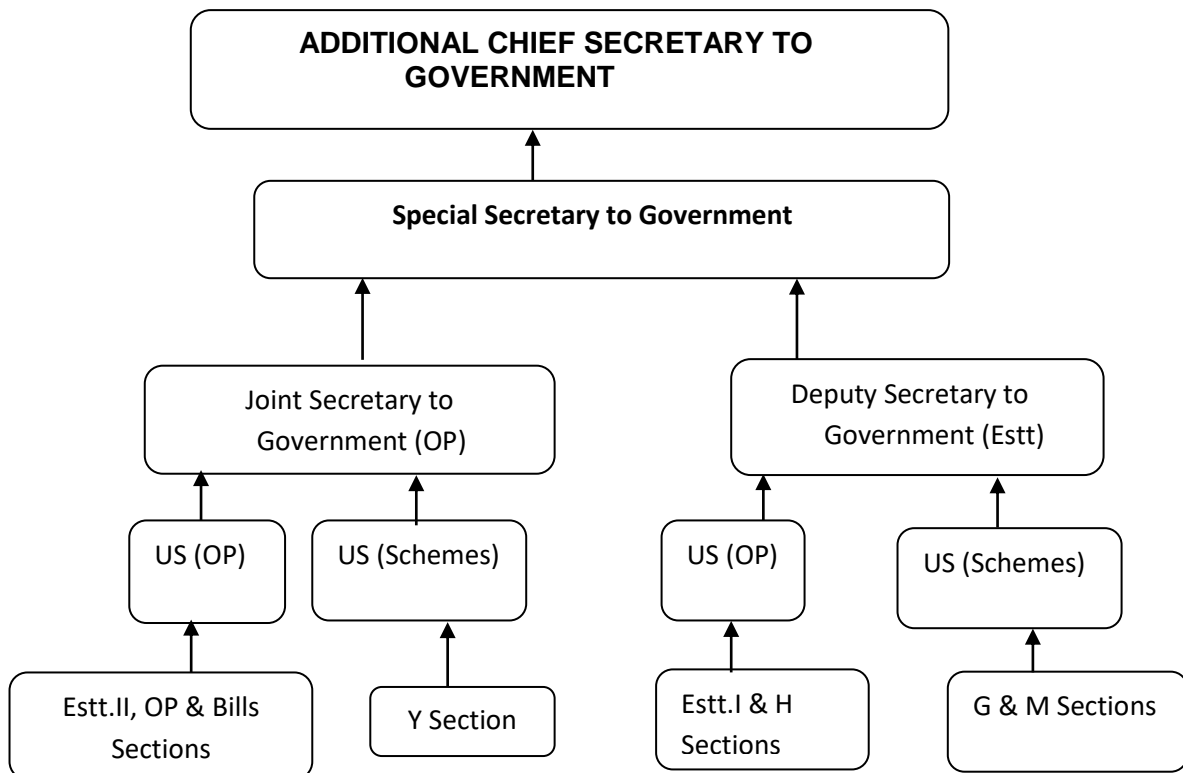 ADDITIONAL CHIEF SECRETARY TO
GOVERNMENT
Special Secretary to Government
Joint Secretary to
Government (OP)
Deputy Secretary to
Government (Estt)
US (OP)
US (Schemes)
US (OP)
US (Schemes)
Estt.II, OP & Bills
Sections
Y Section
Estt.I & H
Sections
G & M Sections